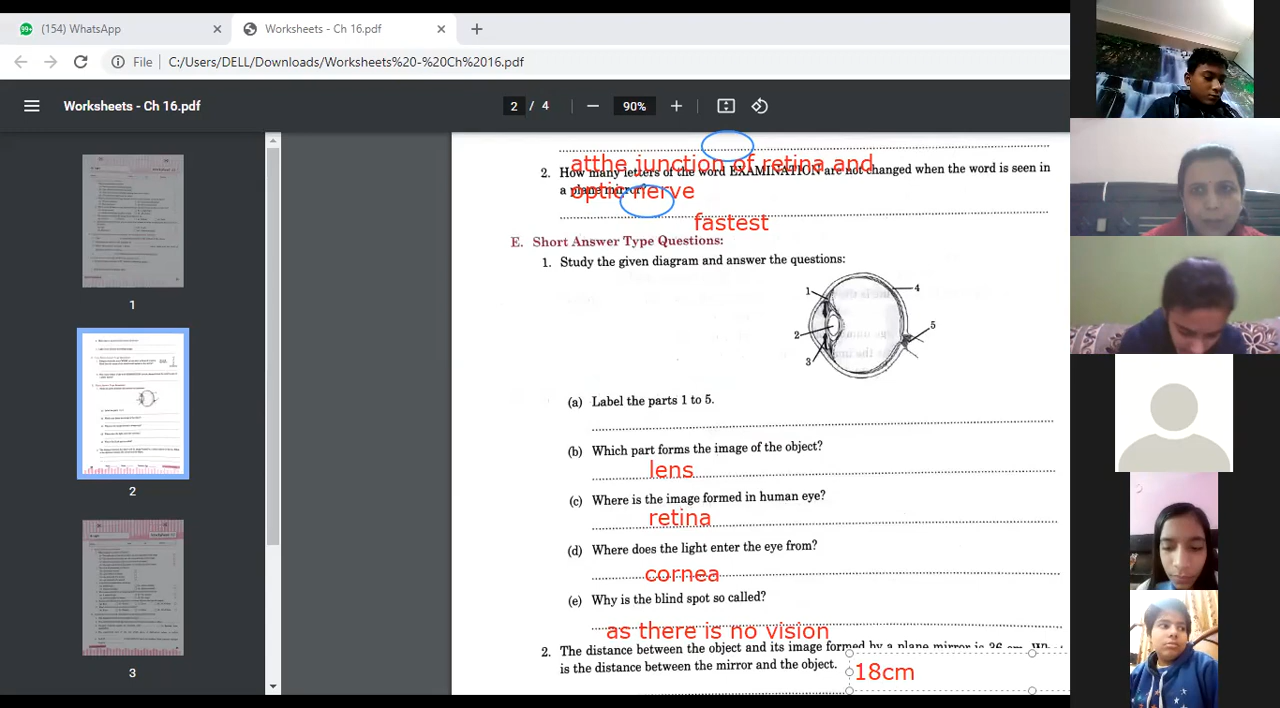 (154) WhatsApp
Worksheets - Ch 16.pdf
File
C:/Users/DELL/Downloads/Worksheets%20-%20Ch%2016.pdf
Worksheets - Ch 16.pdf
2 / 4
90%
atthe junction of retina and
2. How many letters of the word EXAMINATION are not changed when the word is seen in
a plane mirror
optic nerve
fastest
E. Short Answer Type Questions:
1. Study the given diagram and answer the questions:
1
4
2
5
3
(a) Label the parts 1 to 5.
(b) Which part forms the image of the object?
lens
(c) Where is the image formed in human eye?
retina
(d) Where does the light enter the eye from?
cornea
(e) Why is the blind spot so called?
as there is no vision
2. The distance between the object and its image formed by a plane mirror is 36 cm.
is the distance between the mirror and the object.
18cm
1
2
3